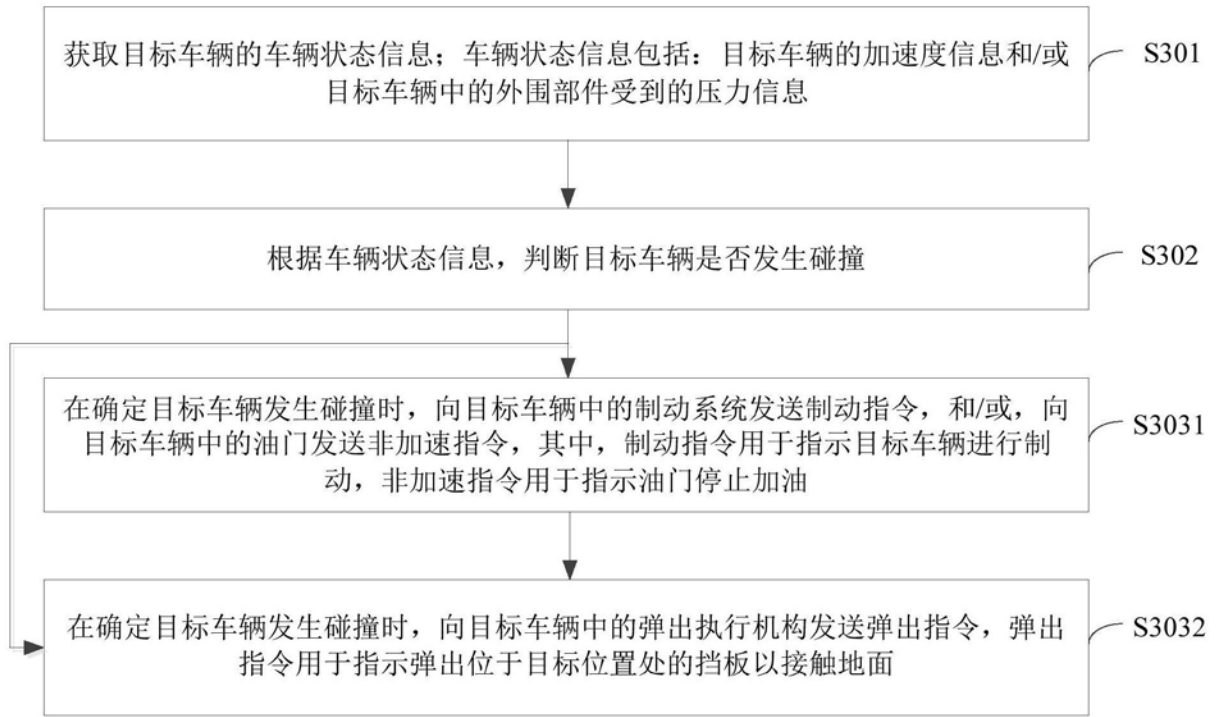 获取目标车辆的车辆状态信息；车辆状态信息包括：目标车辆的加速度信息和/或
目标车辆中的外围部件受到的压力信息
S301
根据车辆状态信息，判断目标车辆是否发生碰撞
S302
在确定目标车辆发生碰撞时，向目标车辆中的制动系统发送制动指令，和/或，向
目标车辆中的油门发送非加速指令，其中，制动指令用于指示目标车辆进行制
动，非加速指令用于指示油门停止加油
S3031
在确定目标车辆发生碰撞时，向目标车辆中的弹出执行机构发送弹出指令，弹出
指令用于指示弹出位于目标位置处的挡板以接触地面
S3032